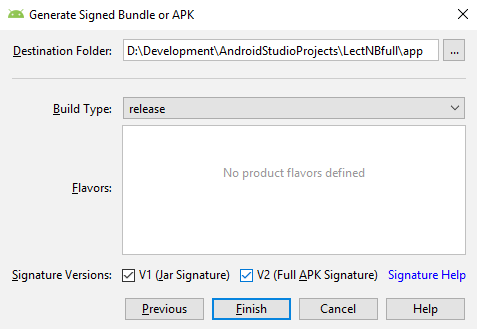 Generate Signed Bundle or APK
Destination Folder: D:\Development\AndroidStudioProjects\LectNBfull\app ...
Build Type: release
Flavors: No product flavors defined
Signature Versions: V1 (Jar Signature) V2 (Full APK Signature) Signature Help
Previous Finish Cancel Help